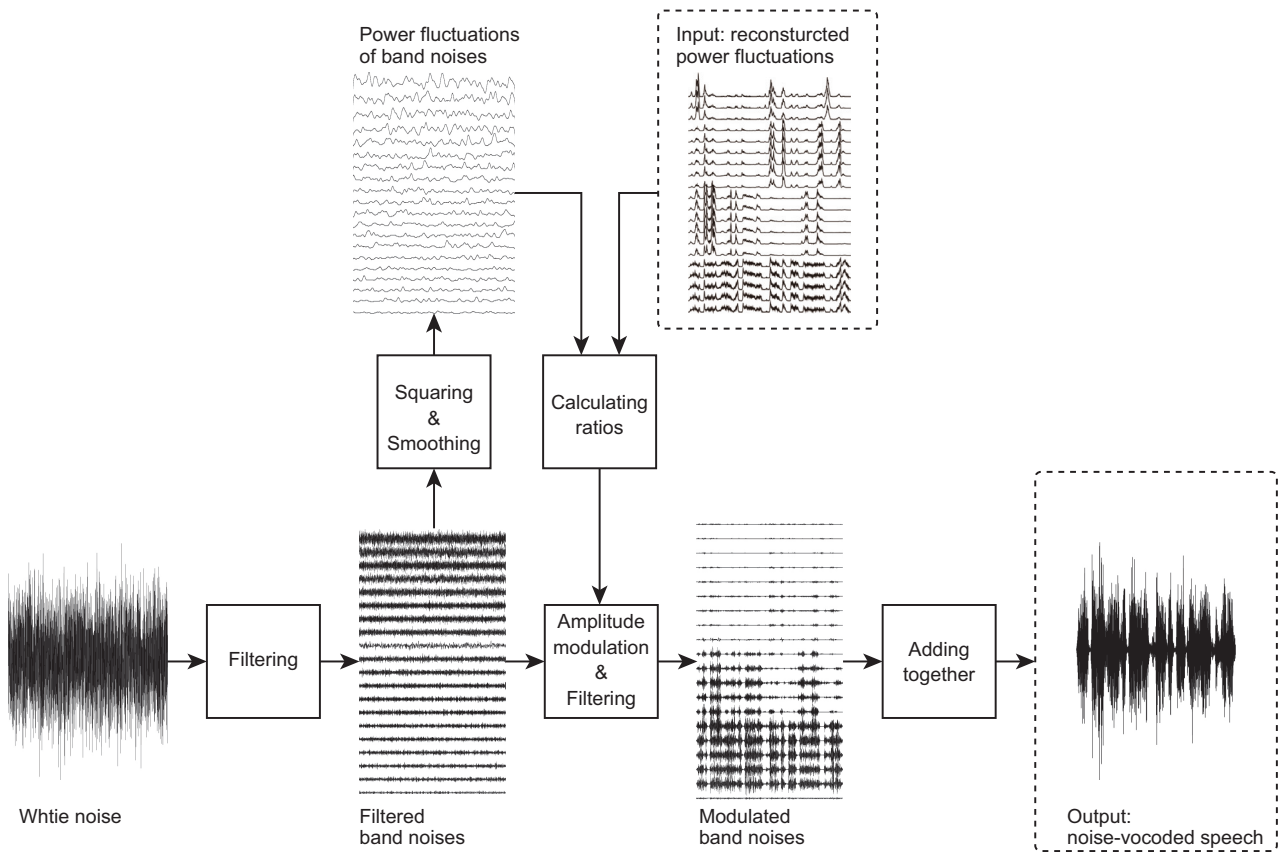 Power fluctuations
of band noises
Input: reconsturcted
power fluctuations
Squaring
&
Smoothing
Calculating
ratios
Filtering
Amplitude
modulation
&
Filtering
Adding
together
Whtie noise
Filtered
band noises
Modulated
band noises
Output:
noise-vocoded speech